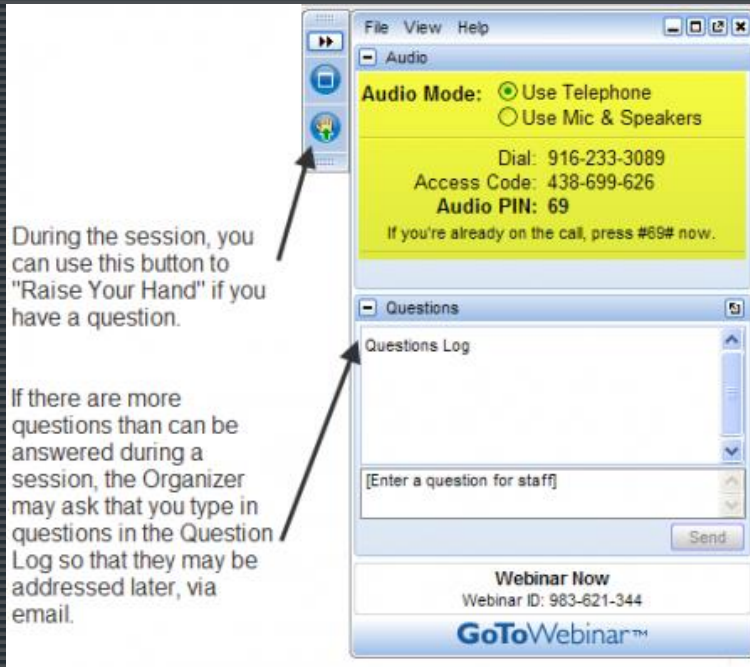 During the session, you
can use this button to
"Raise Your Hand" if you
have a question.
If there are more
questions than can be
answered during a
session, the Organizer
may ask that you type in
questions in the Question
Log so that they may be
addressed later, via
email.
File View Help
Audio
Audio Mode: Use Telephone
Use Mic & Speakers
Dial: 916-233-3089
Access Code: 438-699-626
Audio PIN: 69
If you're already on the call, press #69# now.
Questions
Questions Log
[Enter a question for staff]
Send
Webinar Now
Webinar ID: 983-621-344
GoToWebinar™